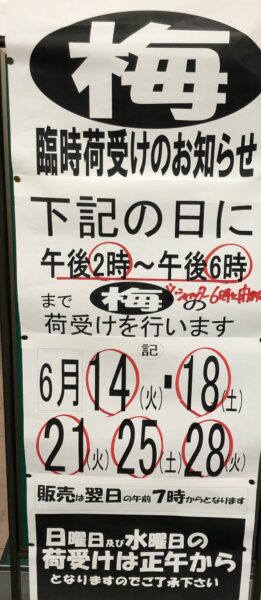 梅
臨時荷受けのお知らせ
下記の日に
午後2時～午後6時
まで 梅の
荷受けを行います
記
6月14(火)・18(土)
21(火)25(土)28(火)
販売は翌日の午前7時からとなります
日曜日及び水曜日の
荷受けは正午から
となりますのでご了承下さい